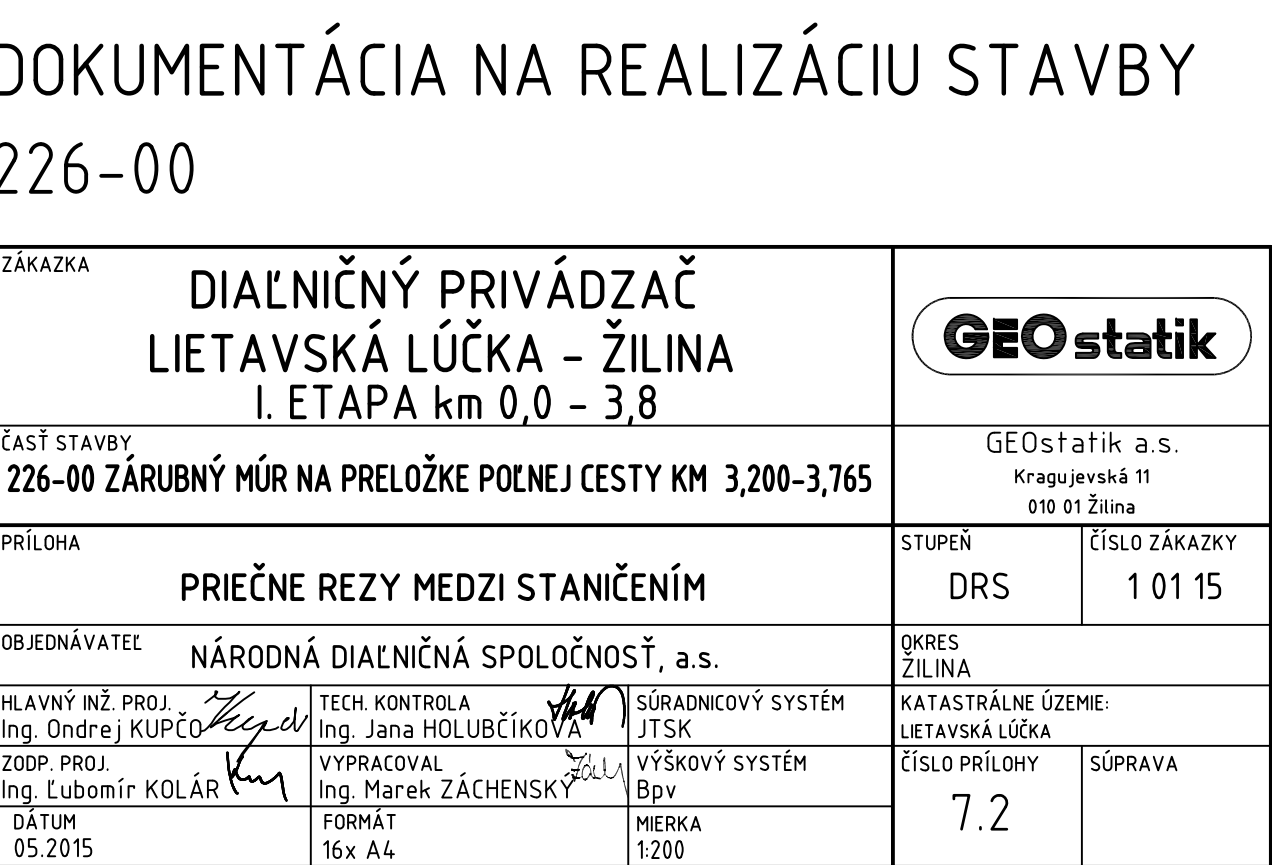 DOKUMENTÁCIA NA REALIZÁCIU STAVBY
226-00
ZÁKAZKA
DIAĽNIČNÝ PRIVÁDZAČ
LIETAVSKÁ LÚČKA - ŽILINA
I. ETAPA km 0,0 - 3,8
GEOstatik
ČASŤ STAVBY
226-00 ZÁRUBNÝ MÚR NA PRELOŽKE POĽNEJ CESTY KM 3,200-3,765
GEOstatik a.s.
Kragujevská 11
010 01 Žilina
PRÍLOHA
PRIEČNE REZY MEDZI STANIČENÍM
STUPEŇ
DRS
ČÍSLO ZÁKAZKY
1 01 15
OBJEDNÁVATEĽ
NÁRODNÁ DIAĽNIČNÁ SPOLOČNOSŤ, a.s.
OKRES
ŽILINA
HLAVNÝ INŽ. PROJ.
Ing. Ondrej KUPČO
TECH. KONTROLA
Ing. Jana HOLUBČÍKOVÁ
SÚRADNICOVÝ SYSTÉM
JTSK
KATASTRÁLNE ÚZEMIE:
LIETAVSKÁ LÚČKA
ZODP. PROJ.
Ing. Ľubomír KOLÁR
VYPRACOVAL
Ing. Marek ZÁCHENSKÝ
VÝŠKOVÝ SYSTÉM
Bpv
ČÍSLO PRÍLOHY
7.2
SÚPRAVA
DÁTUM
05.2015
FORMÁT
16x A4
MIERKA
1:200